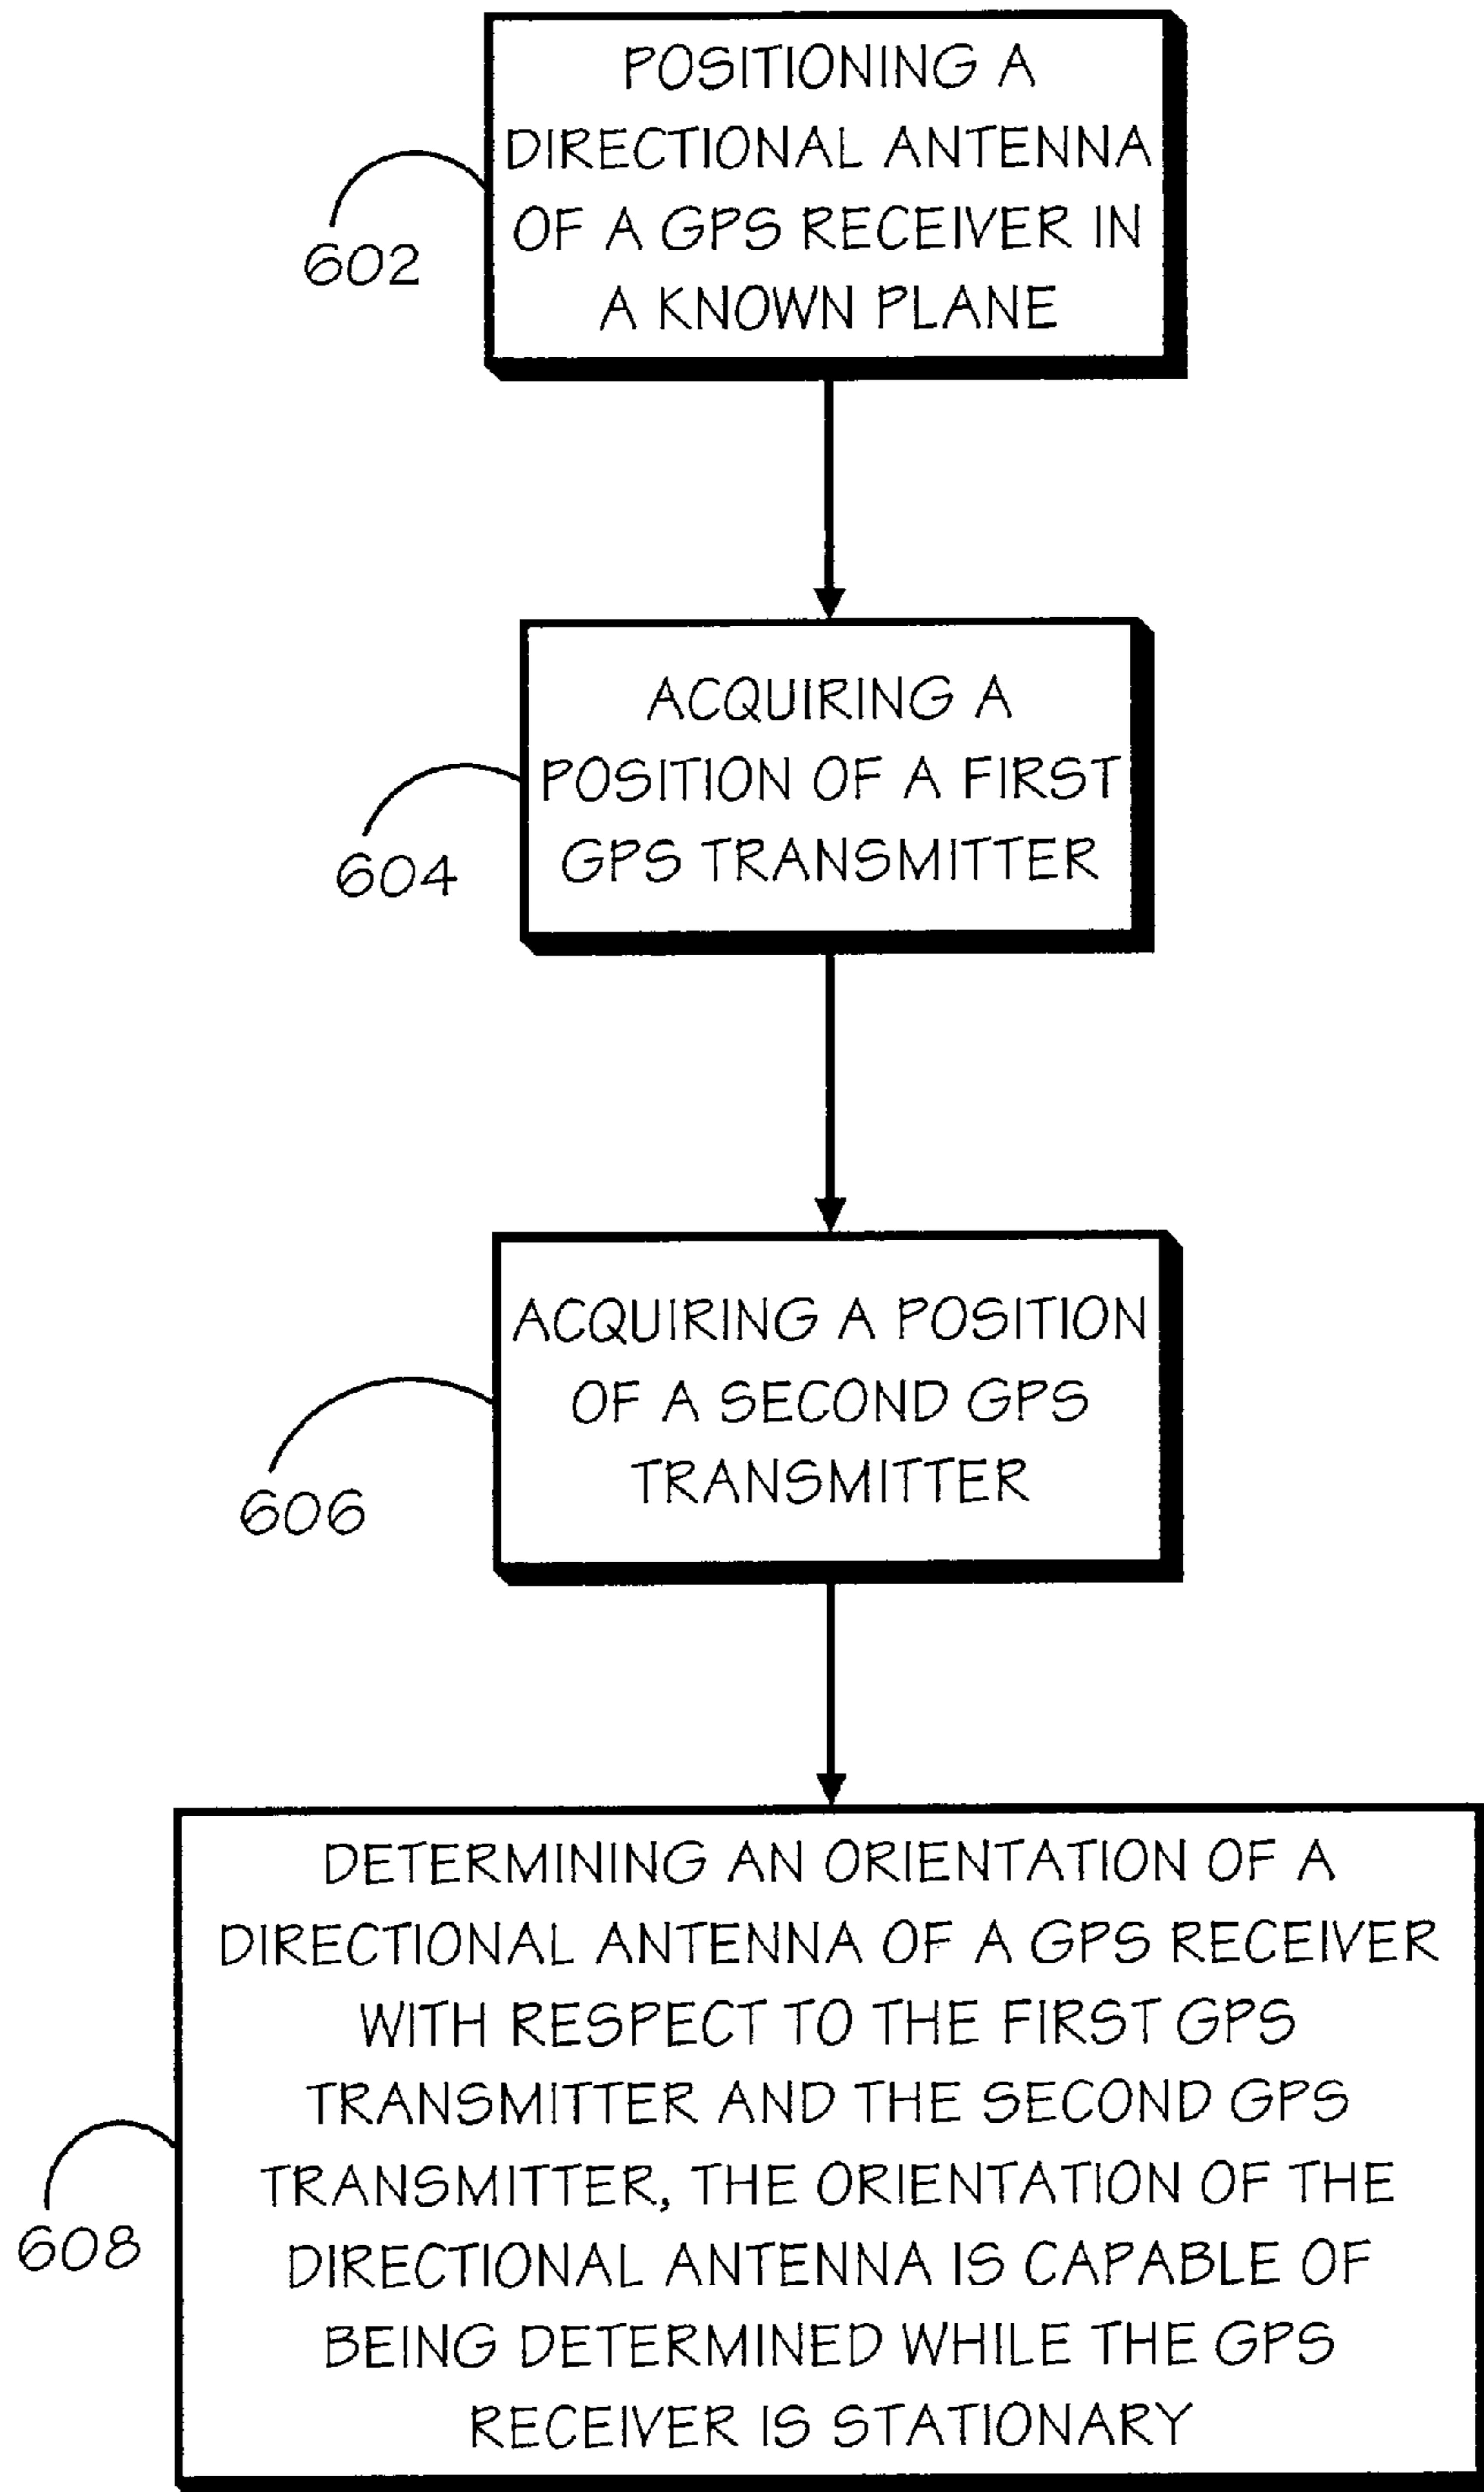 POSITIONING A
DIRECTIONAL ANTENNA
OF A GPS RECEIVER IN
A KNOWN PLANE
602
ACQUIRING A
POSITION OF A FIRST
GPS TRANSMITTER
604
ACQUIRING A POSITION
OF A SECOND GPS
TRANSMITTER
606
DETERMINING AN ORIENTATION OF A
DIRECTIONAL ANTENNA OF A GPS RECEIVER
WITH RESPECT TO THE FIRST GPS
TRANSMITTER AND THE SECOND GPS
TRANSMITTER, THE ORIENTATION OF THE
DIRECTIONAL ANTENNA IS CAPABLE OF
BEING DETERMINED WHILE THE GPS
RECEIVER IS STATIONARY
608